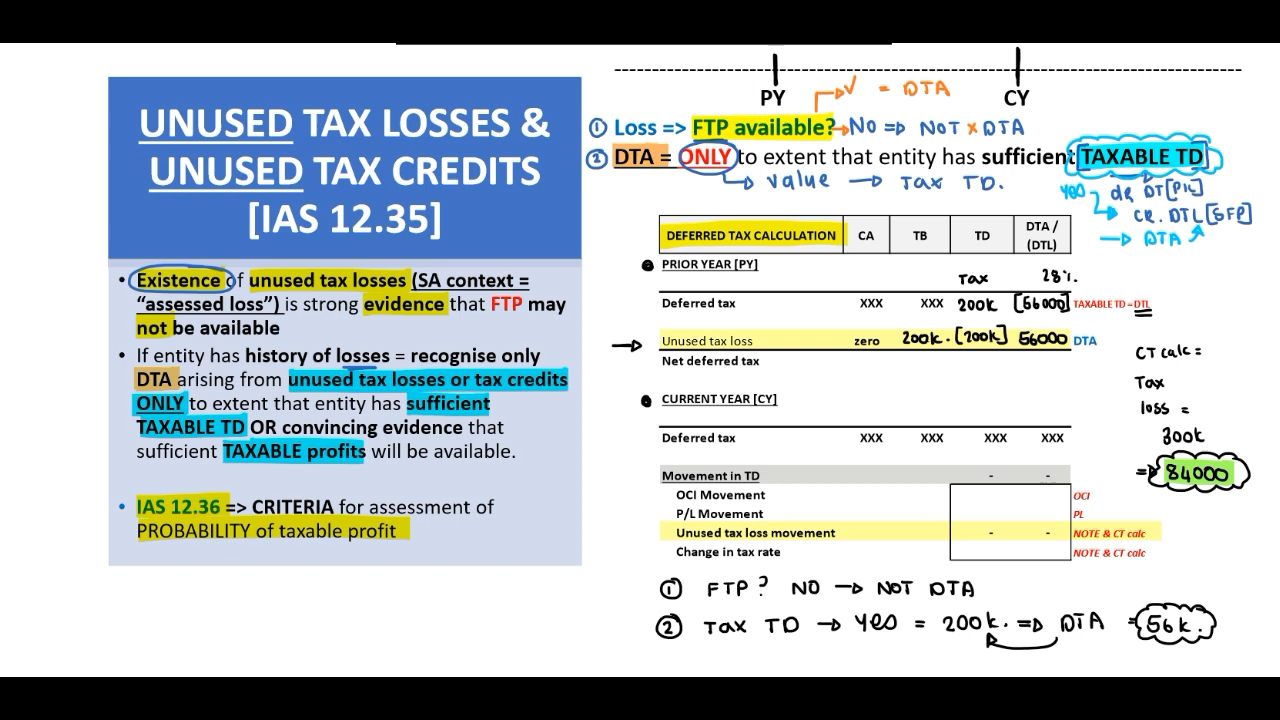 UNUSED TAX LOSSES &
UNUSED TAX CREDITS
[IAS 12.35]
• Existence of unused tax losses (SA context =
“assessed loss”) is strong evidence that FTP may
not be available
• If entity has history of losses = recognise only
DTA arising from unused tax losses or tax credits
ONLY to extent that entity has sufficient
TAXABLE TD OR convincing evidence that
sufficient TAXABLE profits will be available.
• IAS 12.36 => CRITERIA for assessment of
PROBABILITY of taxable profit
PY CY
√ = DTA
① Loss => FTP available? → NO => NOT × DTA
② DTA = ONLY to extent that entity has sufficient [TAXABLE TD]
value → Tax TD.
yes
dr DT [P/L]
cr. DTL [SFP]
→ DTA
DEFERRED TAX CALCULATION CA TB TD DTA / (DTL)
PRIOR YEAR [PY] Tax 28%
Deferred tax XXX XXX 200k [56000] TAXABLE TD = DTL
Unused tax loss zero 200k. [200k] 56000 DTA
Net deferred tax
CURRENT YEAR [CY]
Deferred tax XXX XXX XXX XXX
Movement in TD - -
OCI Movement OCI
P/L Movement PL
Unused tax loss movement - - NOTE & CT calc
Change in tax rate NOTE & CT calc
CT calc =
Tax
loss =
300k
=> 84000
① FTP? NO → NOT DTA
② Tax TD → yes = 200k. => DTA = 56k.